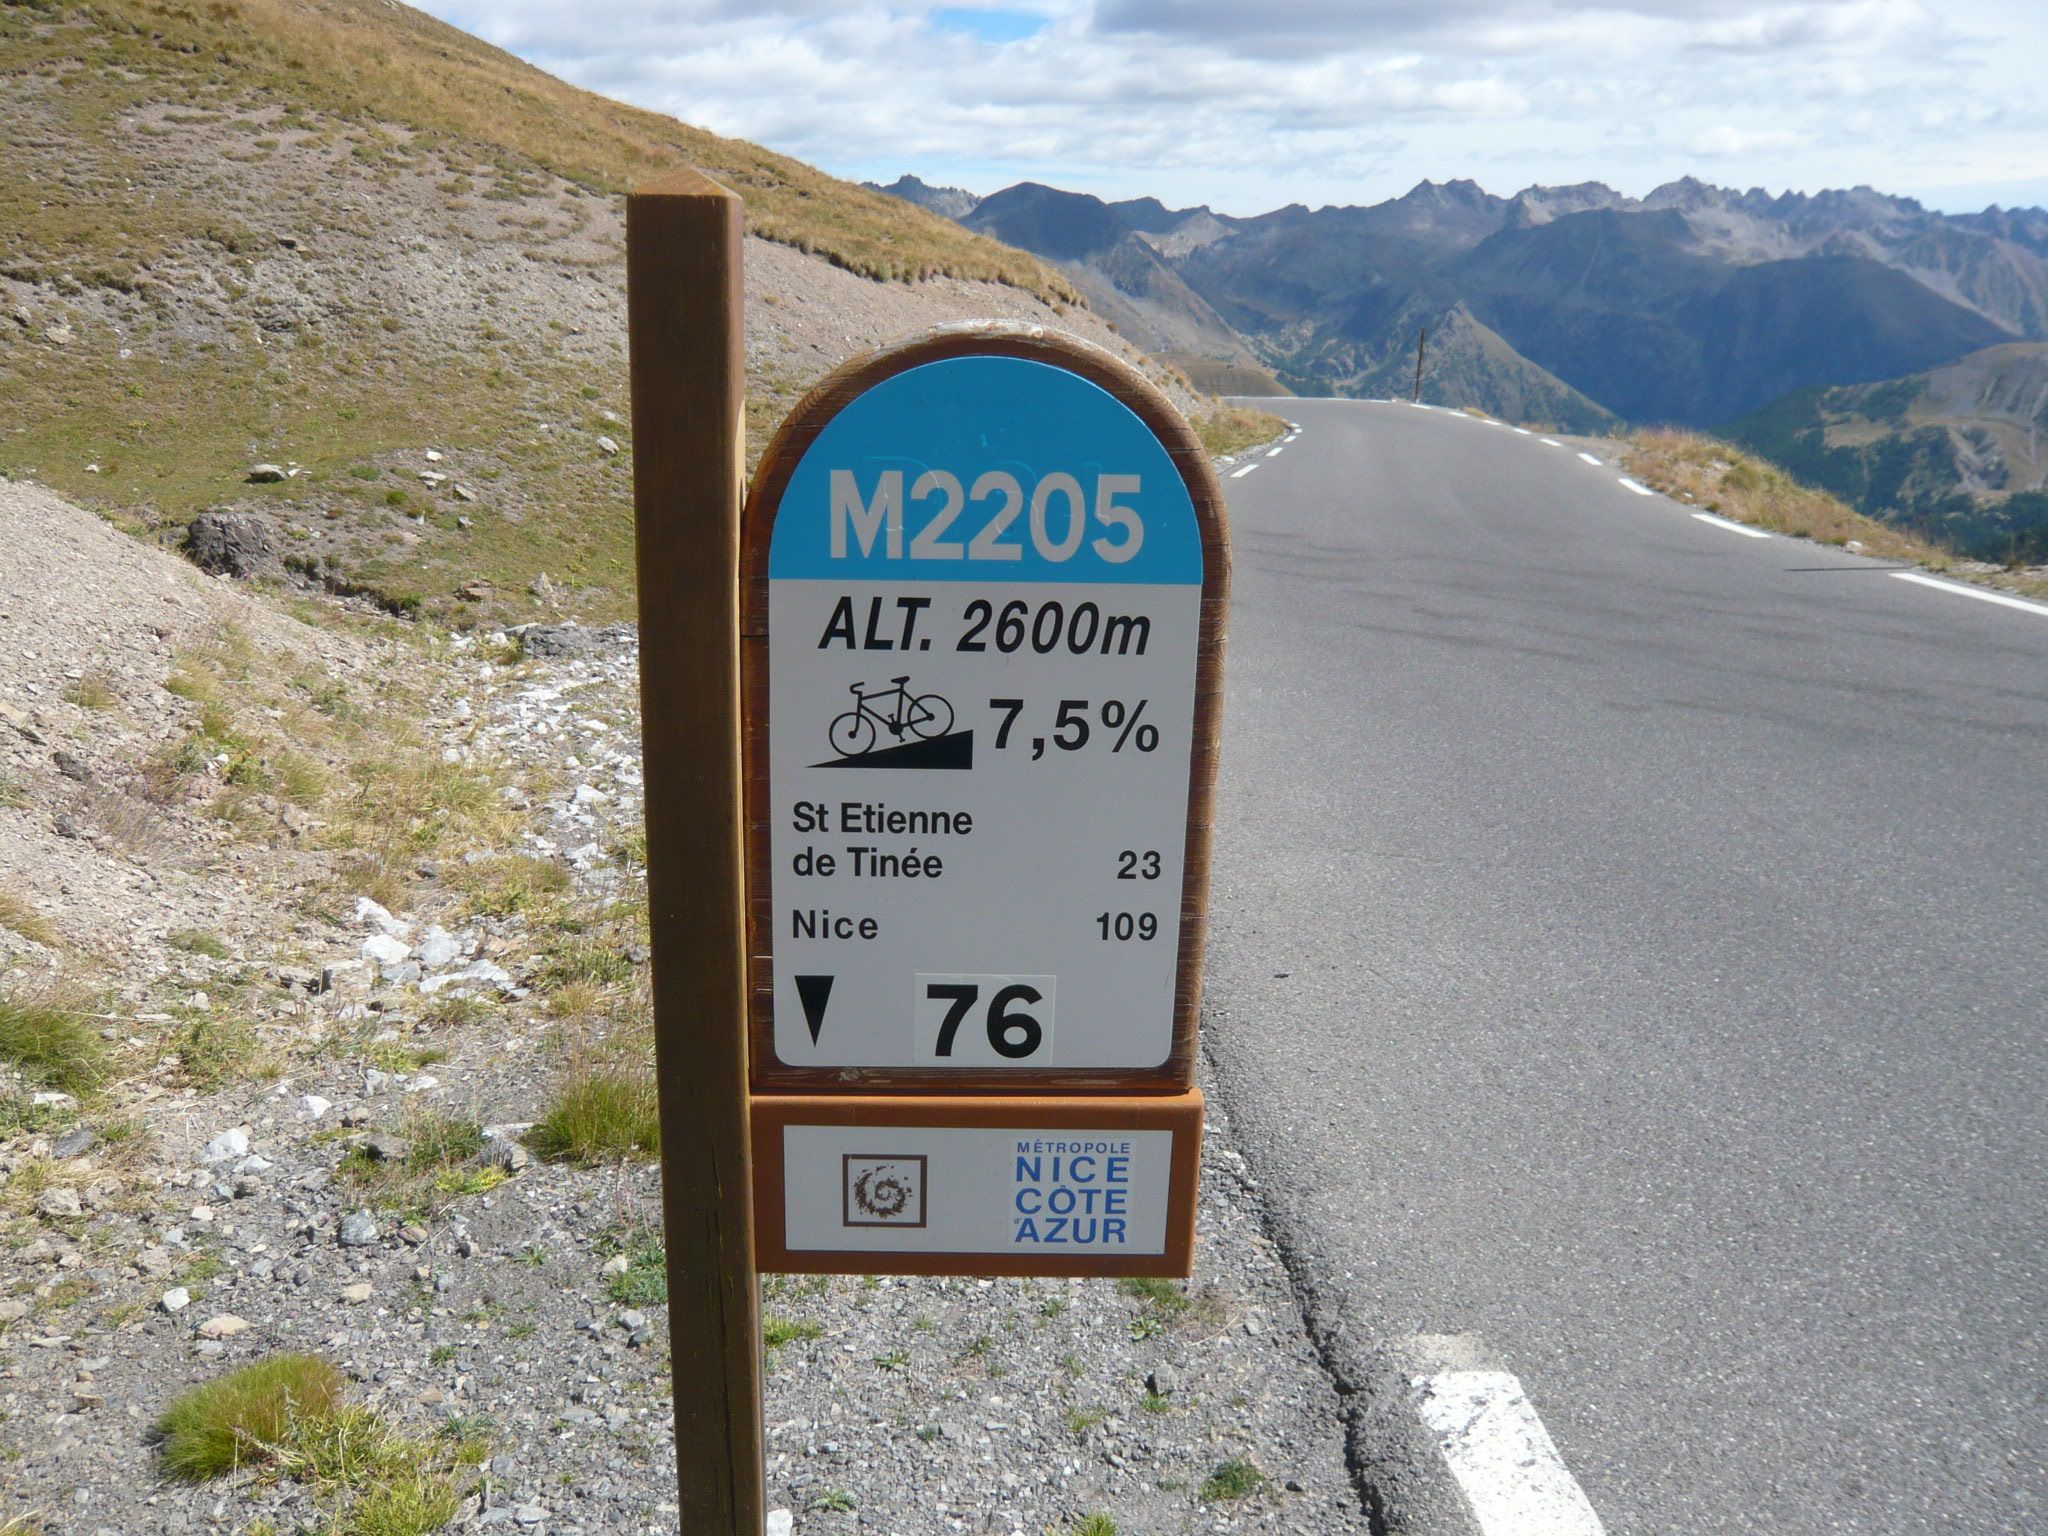 M2205
ALT. 2600m
7,5%
St Etienne
de Tinée 23
Nice 109
76
MÉTROPOLE
NICE
CÔTE
d'AZUR